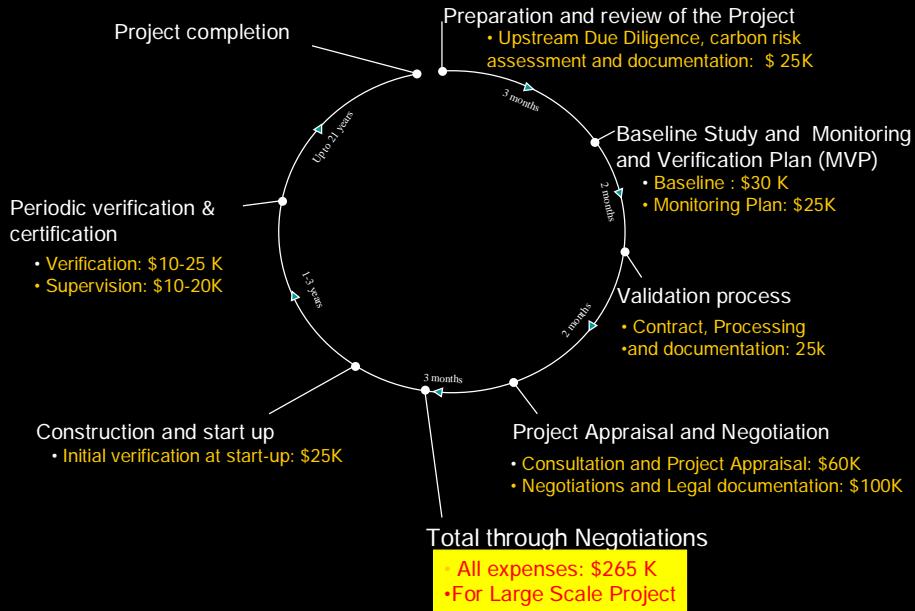 Preparation and review of the Project
• Upstream Due Diligence, carbon risk
assessment and documentation: $ 25K
3 months
Baseline Study and Monitoring
and Verification Plan (MVP)
• Baseline : $30 K
• Monitoring Plan: $25K
2 months
Validation process
• Contract, Processing
•and documentation: 25k
2 months
Project Appraisal and Negotiation
• Consultation and Project Appraisal: $60K
• Negotiations and Legal documentation: $100K
3 months
Total through Negotiations
• All expenses: $265 K
•For Large Scale Project
Construction and start up
• Initial verification at start-up: $25K
1-3 years
Periodic verification &
certification
• Verification: $10-25 K
• Supervision: $10-20K
Up to 21 years
Project completion